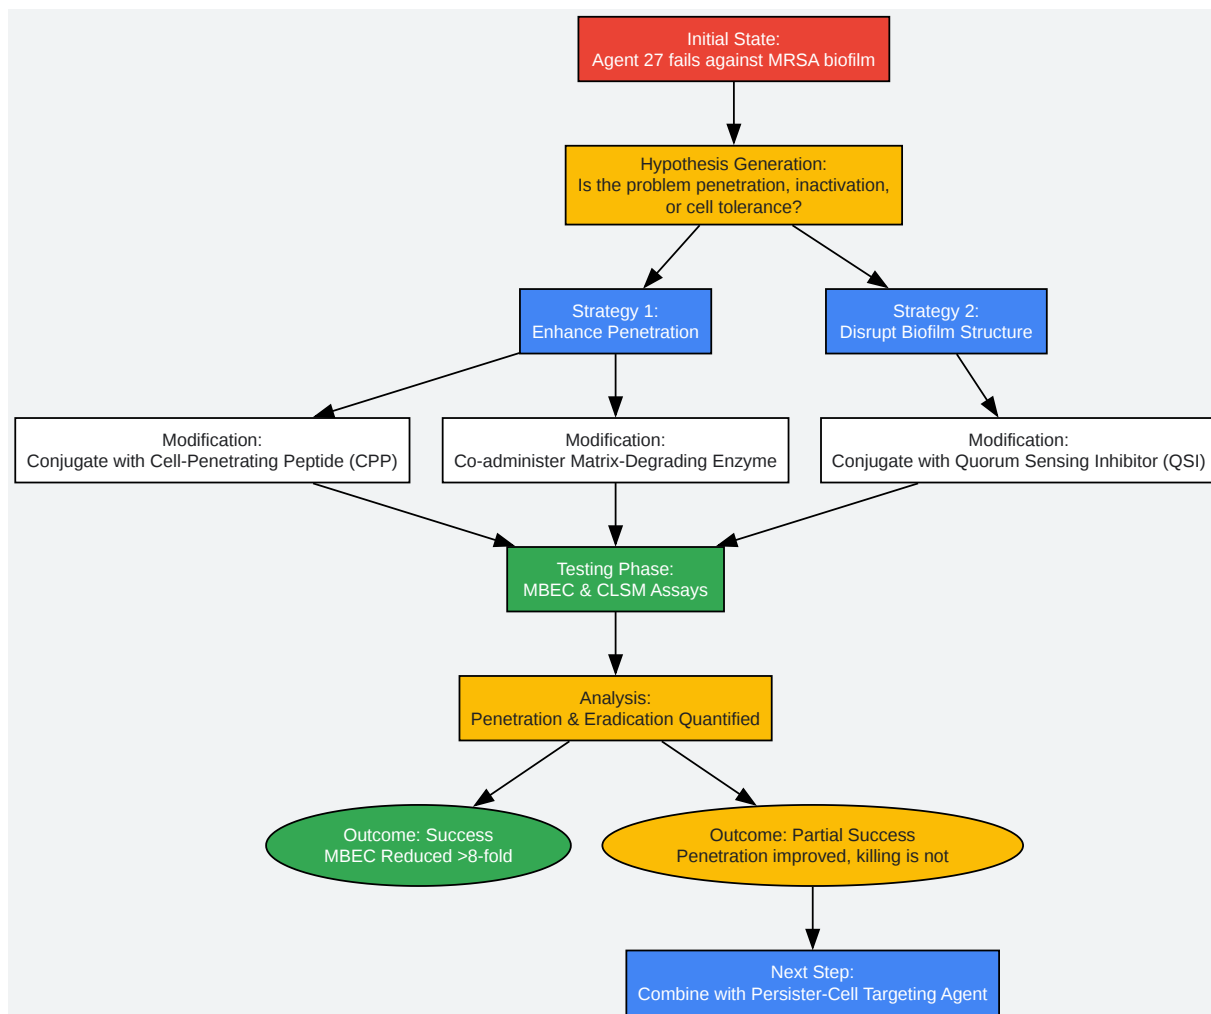 Initial State:
Agent 27 fails against MRSA biofilm
Hypothesis Generation:
Is the problem penetration, inactivation,
or cell tolerance?
Strategy 1:
Enhance Penetration
Strategy 2:
Disrupt Biofilm Structure
Modification:
Conjugate with Cell-Penetrating Peptide (CPP)
Modification:
Co-administer Matrix-Degrading Enzyme
Modification:
Conjugate with Quorum Sensing Inhibitor (QSI)
Testing Phase:
MBEC & CLSM Assays
Analysis:
Penetration & Eradication Quantified
Outcome: Success
MBEC Reduced >8-fold
Outcome: Partial Success
Penetration improved, killing is not
Next Step:
Combine with Persister-Cell Targeting Agent